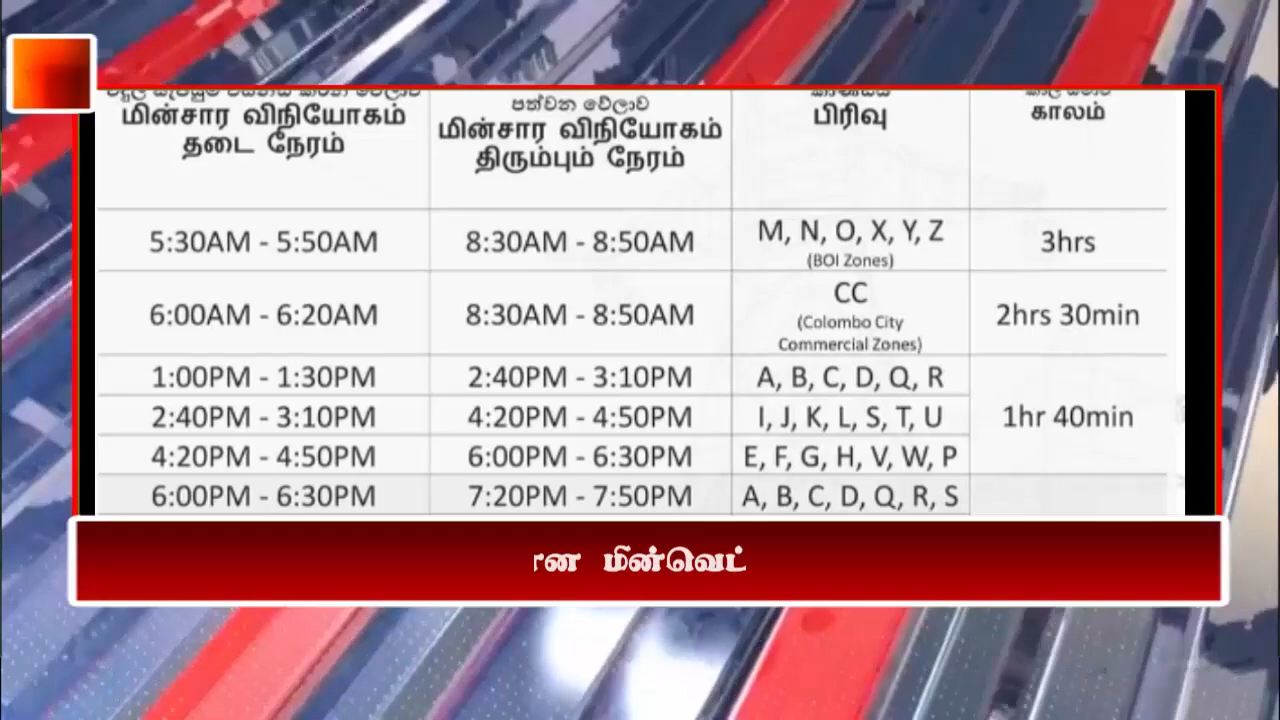 මින්சාර விනியோගம்
மின்சார விநியோகம்
தடை நேரம்
පත්වන වේලාව
மின்சார விநியோகம்
திரும்பும் நேரம்
பிரிவு
காலம்
5:30AM - 5:50AM 8:30AM - 8:50AM M, N, O, X, Y, Z 3hrs
(BOI Zones)
6:00AM - 6:20AM 8:30AM - 8:50AM CC 2hrs 30min
(Colombo City
Commercial Zones)
1:00PM - 1:30PM 2:40PM - 3:10PM A, B, C, D, Q, R
2:40PM - 3:10PM 4:20PM - 4:50PM I, J, K, L, S, T, U 1hr 40min
4:20PM - 4:50PM 6:00PM - 6:30PM E, F, G, H, V, W, P
6:00PM - 6:30PM 7:20PM - 7:50PM A, B, C, D, Q, R, S
ான மின்வெட்